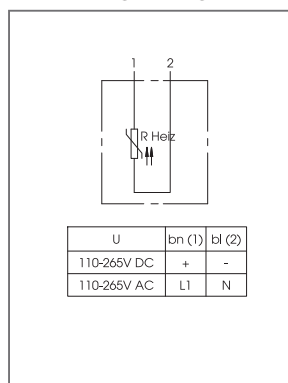 1 2
R Heiz
U bn (1) bl (2)
110-265V DC + -
110-265V AC L1 N